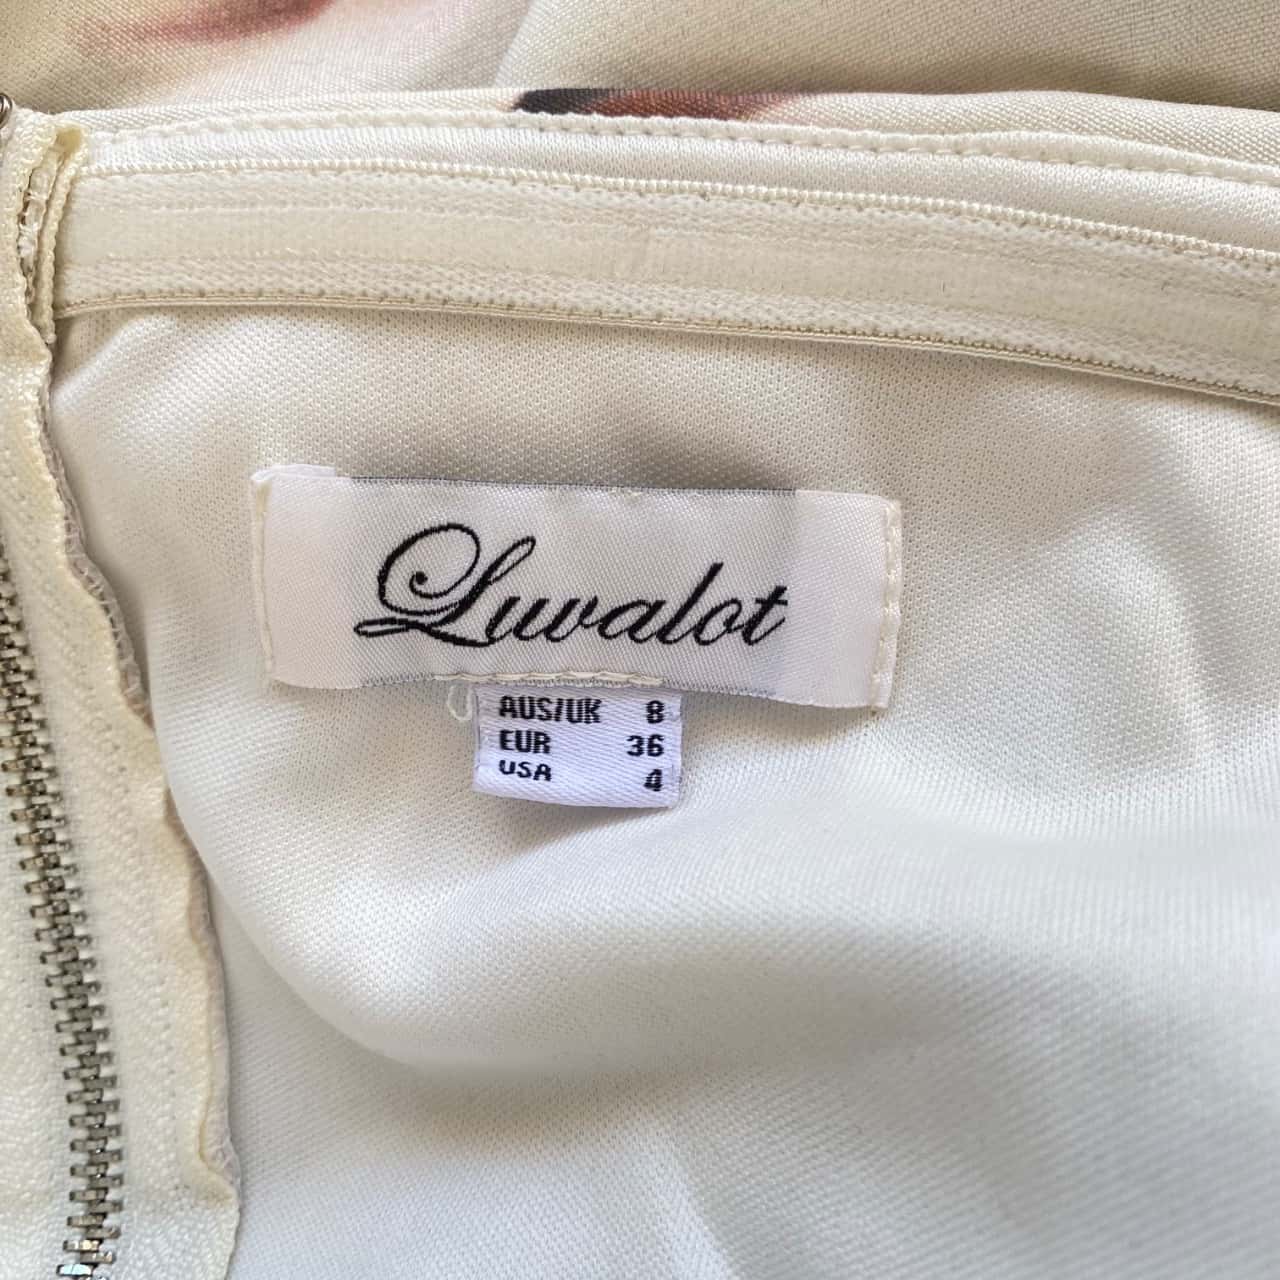 Luvalot
AUS/UK 8
EUR 36
USA 4